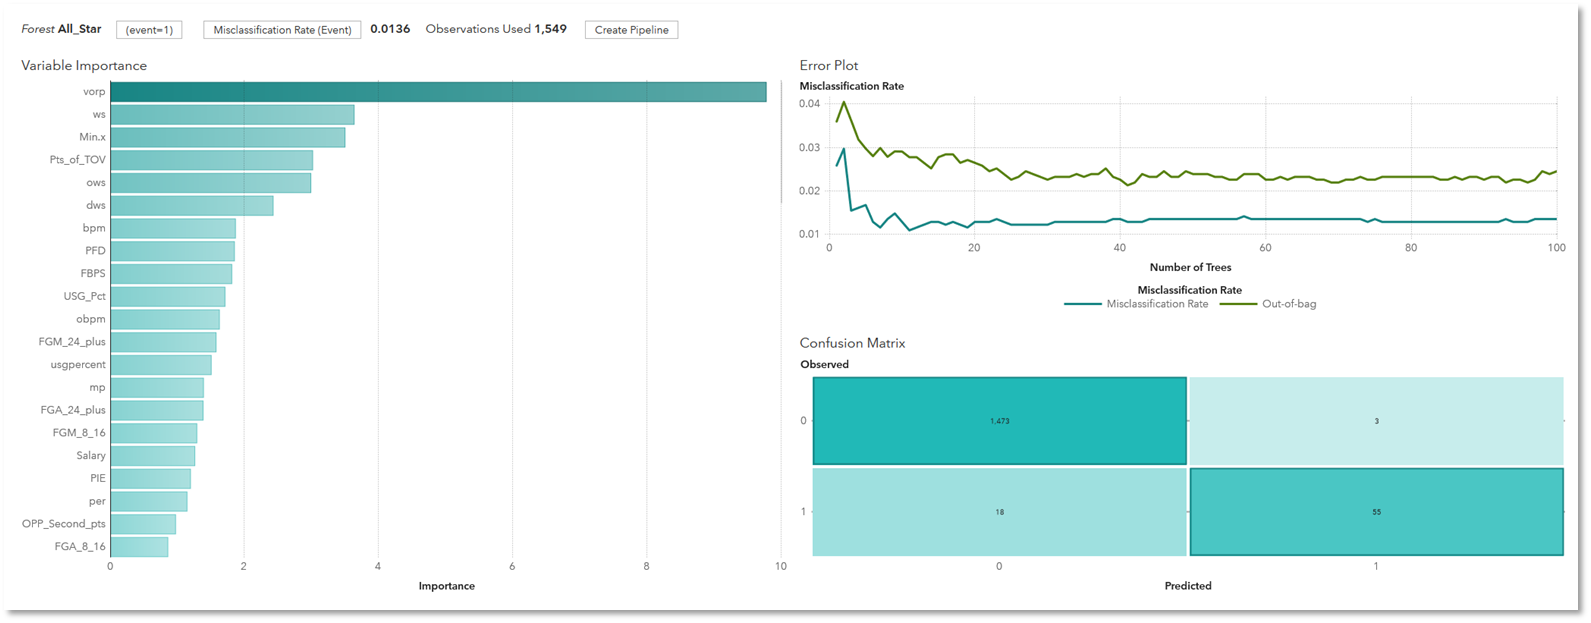 Forest All_Star (event=1) Misclassification Rate (Event) 0.0136 Observations Used 1,549 Create Pipeline
Variable Importance
vorp
ws
Min.x
Pts_of_TOV
ows
dws
bpm
PFD
FBPS
USG_Pct
obpm
FGM_24_plus
usgpercent
mp
FGA_24_plus
FGM_8_16
Salary
PIE
per
OPP_Second_pts
FGA_8_16
0 2 4 6 8 10
Importance
Error Plot
Misclassification Rate
0.04
0.03
0.02
0.01
0 20 40 60 80 100
Number of Trees
Misclassification Rate
Misclassification Rate Out-of-bag
Confusion Matrix
Observed
0 1.473 3
1 18 55
0 1
Predicted